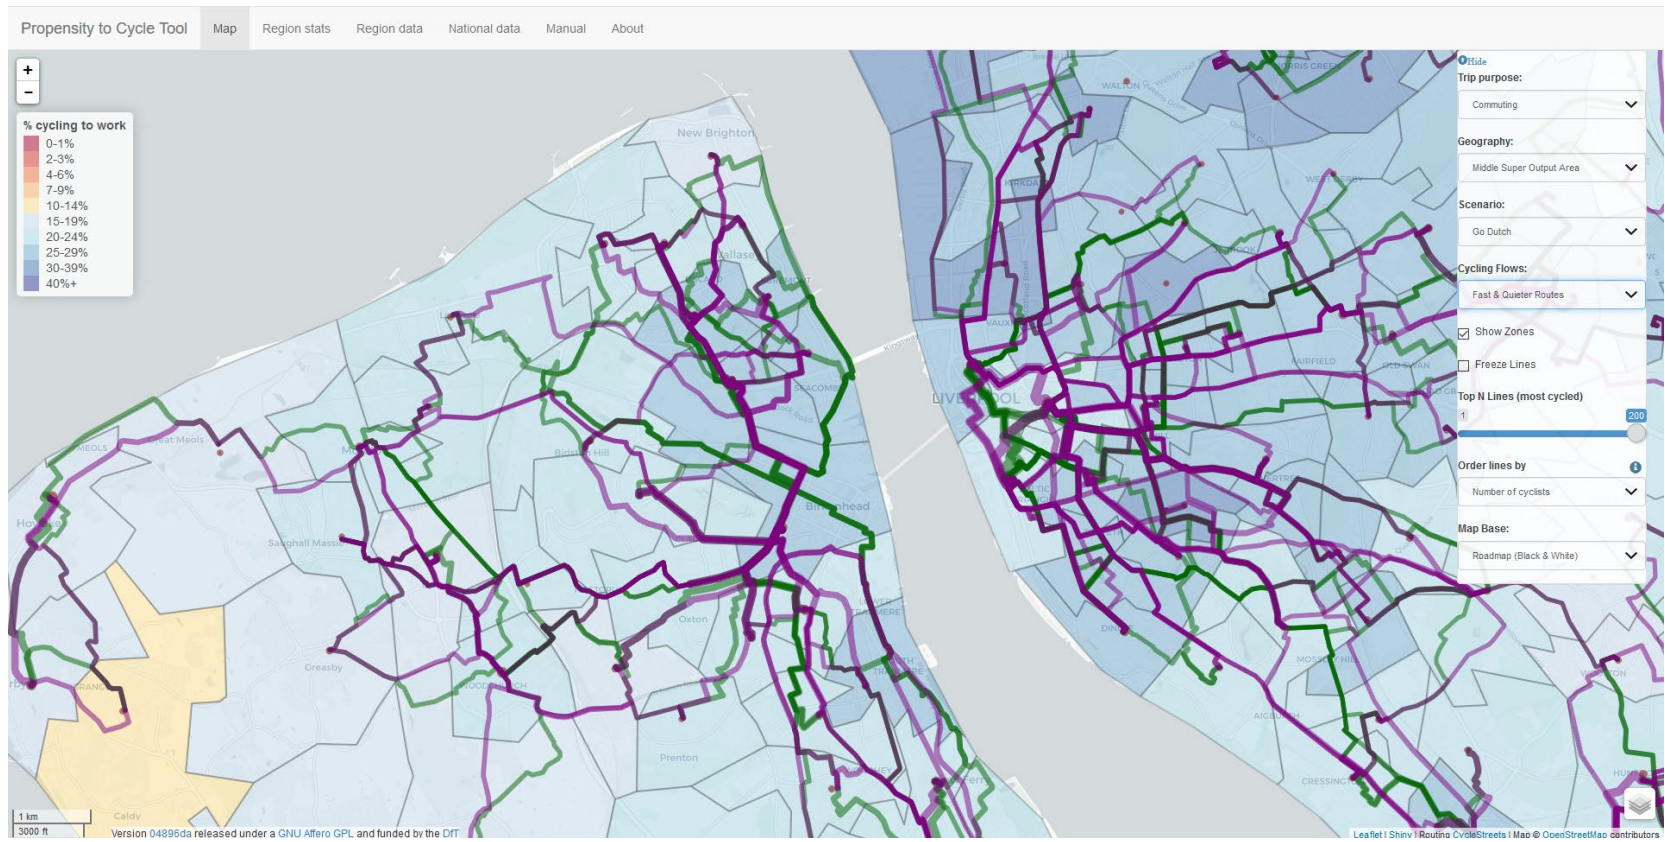 Propensity to Cycle Tool
Map
Region stats
Region data
National data
Manual
About
+
−
% cycling to work
0-1%
2-3%
4-6%
7-9%
10-14%
15-19%
20-24%
25-29%
30-39%
40%+
Hide
Trip purpose:
Commuting
Geography:
Middle Super Output Area
Scenario:
Go Dutch
Cycling Flows:
Fast & Quieter Routes
Show Zones
Freeze Lines
Top N Lines (most cycled)
1
200
Order lines by
Number of cyclists
Map Base:
Roadmap (Black & White)
New Brighton
WALTON
Kingsway
SEACOMBE
LIVERPOOL
FAIRFIELD
OLD SWAN
MEOLS
Great Meols
Bidston Hill
Birkenhead
Saughall Massie
Oxton
LOWER
TRANMERE
Greasby
WOODCHURCH
Prenton
MOSSLEY HILL
AIGBURTH
CRESSINGTON
Caldy
1 km
3000 ft
Version 04896da released under a GNU Affero GPL and funded by the DfT
Leaflet | Shiny | Routing CycleStreets | Map © OpenStreetMap contributors